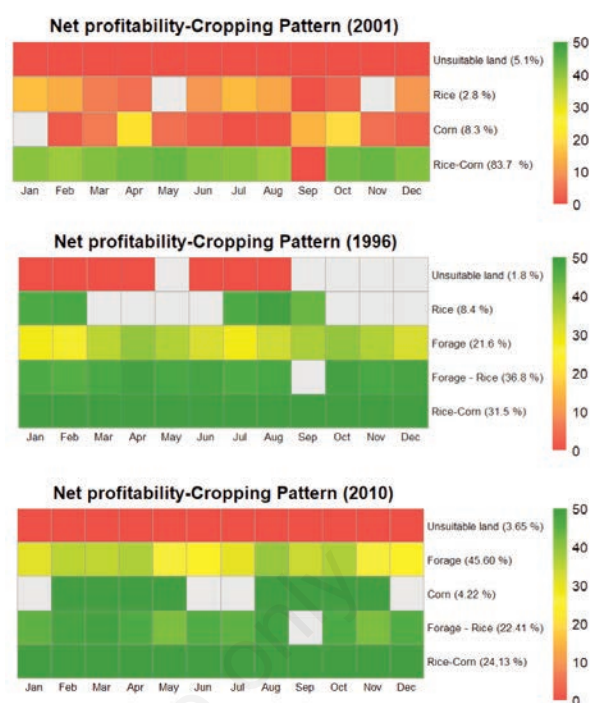 Net profitability-Cropping Pattern (2001)
50
Unsuitable land (5.1%)
40
Rice (2.8 %)
30
20
Corn (8.3 %)
10
Rice-Corn (83.7 %)
0
Jan Feb Mar Apr May Jun Jul Aug Sep Oct Nov Dec
Net profitability-Cropping Pattern (1996)
50
Unsuitable land (1.8 %)
40
Rice (8.4 %)
30
Forage (21.6 %)
20
Forage - Rice (36.8 %)
10
Rice-Corn (31.5 %)
0
Jan Feb Mar Apr May Jun Jul Aug Sep Oct Nov Dec
Net profitability-Cropping Pattern (2010)
50
Unsuitable land (3.65 %)
40
Forage (45.60 %)
30
Corn (4.22 %)
20
Forage - Rice (22.41 %)
10
Rice-Corn (24,13 %)
0
Jan Feb Mar Apr May Jun Jul Aug Sep Oct Nov Dec
only